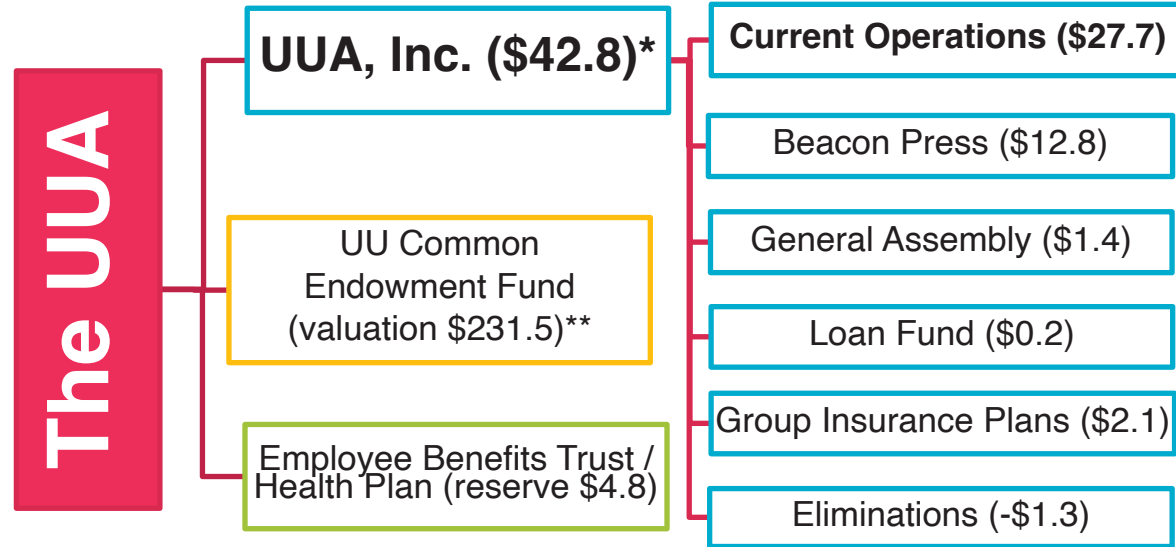 The UUA
UUA, Inc. ($42.8)*
UU Common
Endowment Fund
(valuation $231.5)**
Employee Benefits Trust /
Health Plan (reserve $4.8)
Current Operations ($27.7)
Beacon Press ($12.8)
General Assembly ($1.4)
Loan Fund ($0.2)
Group Insurance Plans ($2.1)
Eliminations (-$1.3)